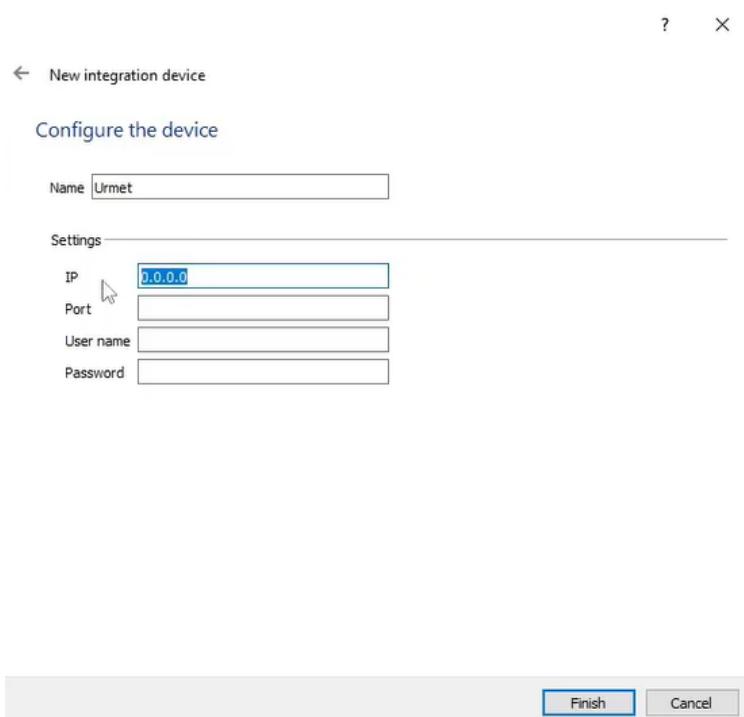 ?
New integration device
Configure the device
Name Urmet
Settings
IP 0.0.0.0
Port
User name
Password
Finish Cancel